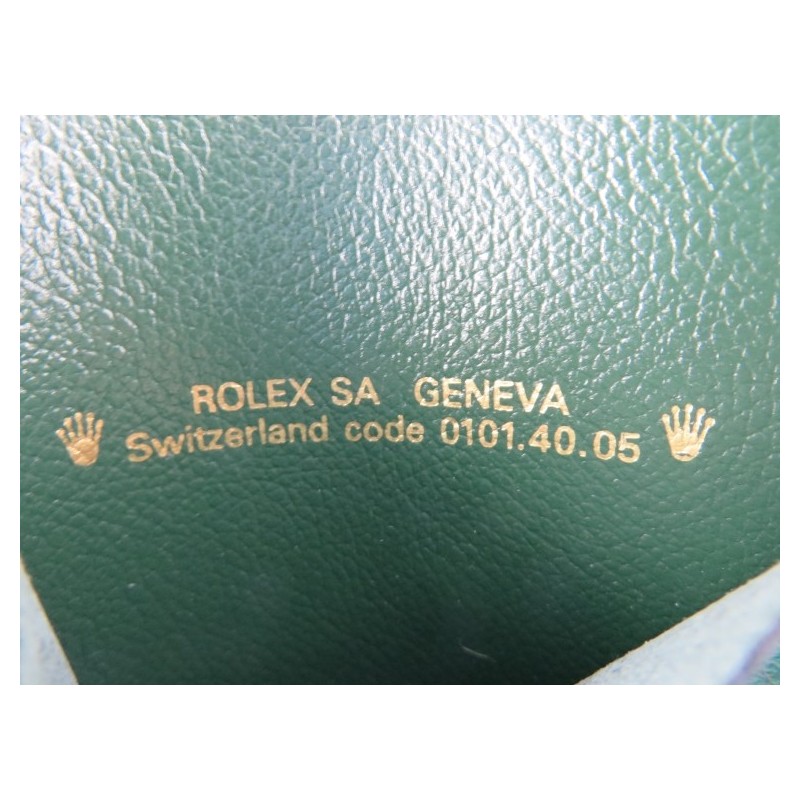 ROLEX SA GENEVA
Switzerland code 0101.40.05